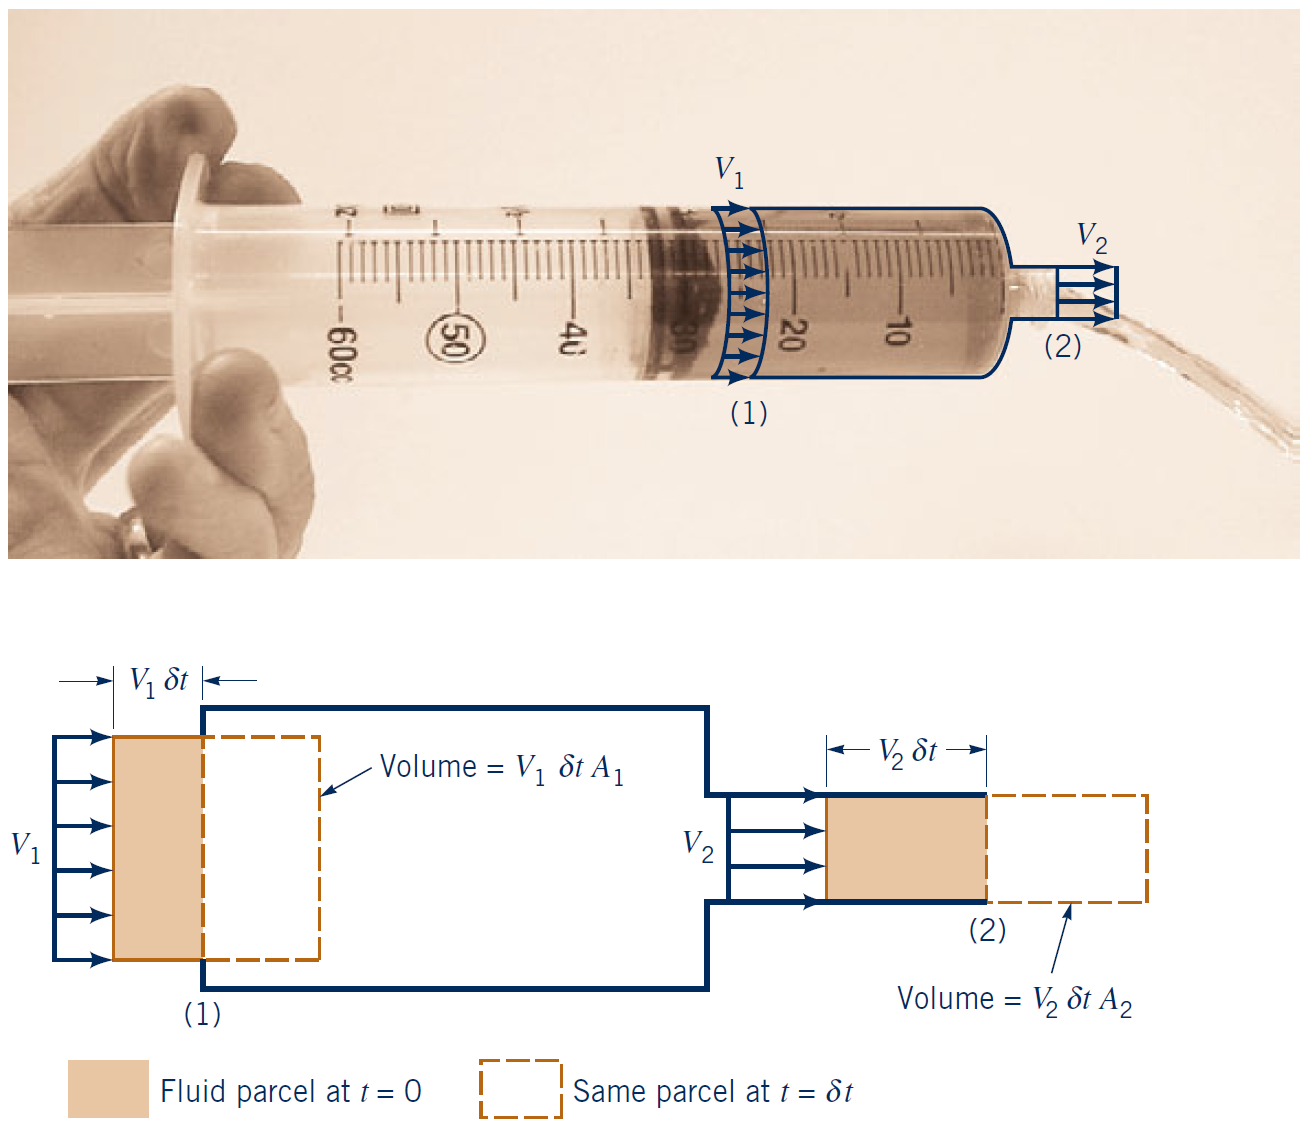 V₁
V₂
60cc
50
40
30
20
10
(2)
(1)
V₁ δt
V₂ δt
Volume = V₁ δt A₁
V₁
V₂
(2)
Volume = V₂ δt A₂
(1)
Fluid parcel at t = 0
Same parcel at t = δt